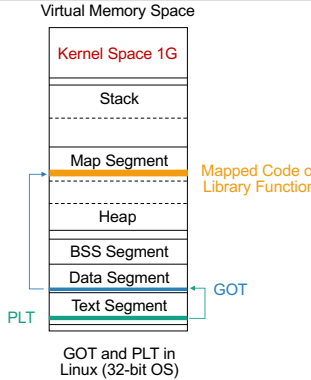 Virtual Memory Space
Kernel Space 1G
Stack
Map Segment
Mapped Code
Library Function
Heap
BSS Segment
Data Segment
GOT
Text Segment
PLT
GOT and PLT in
Linux (32-bit OS)